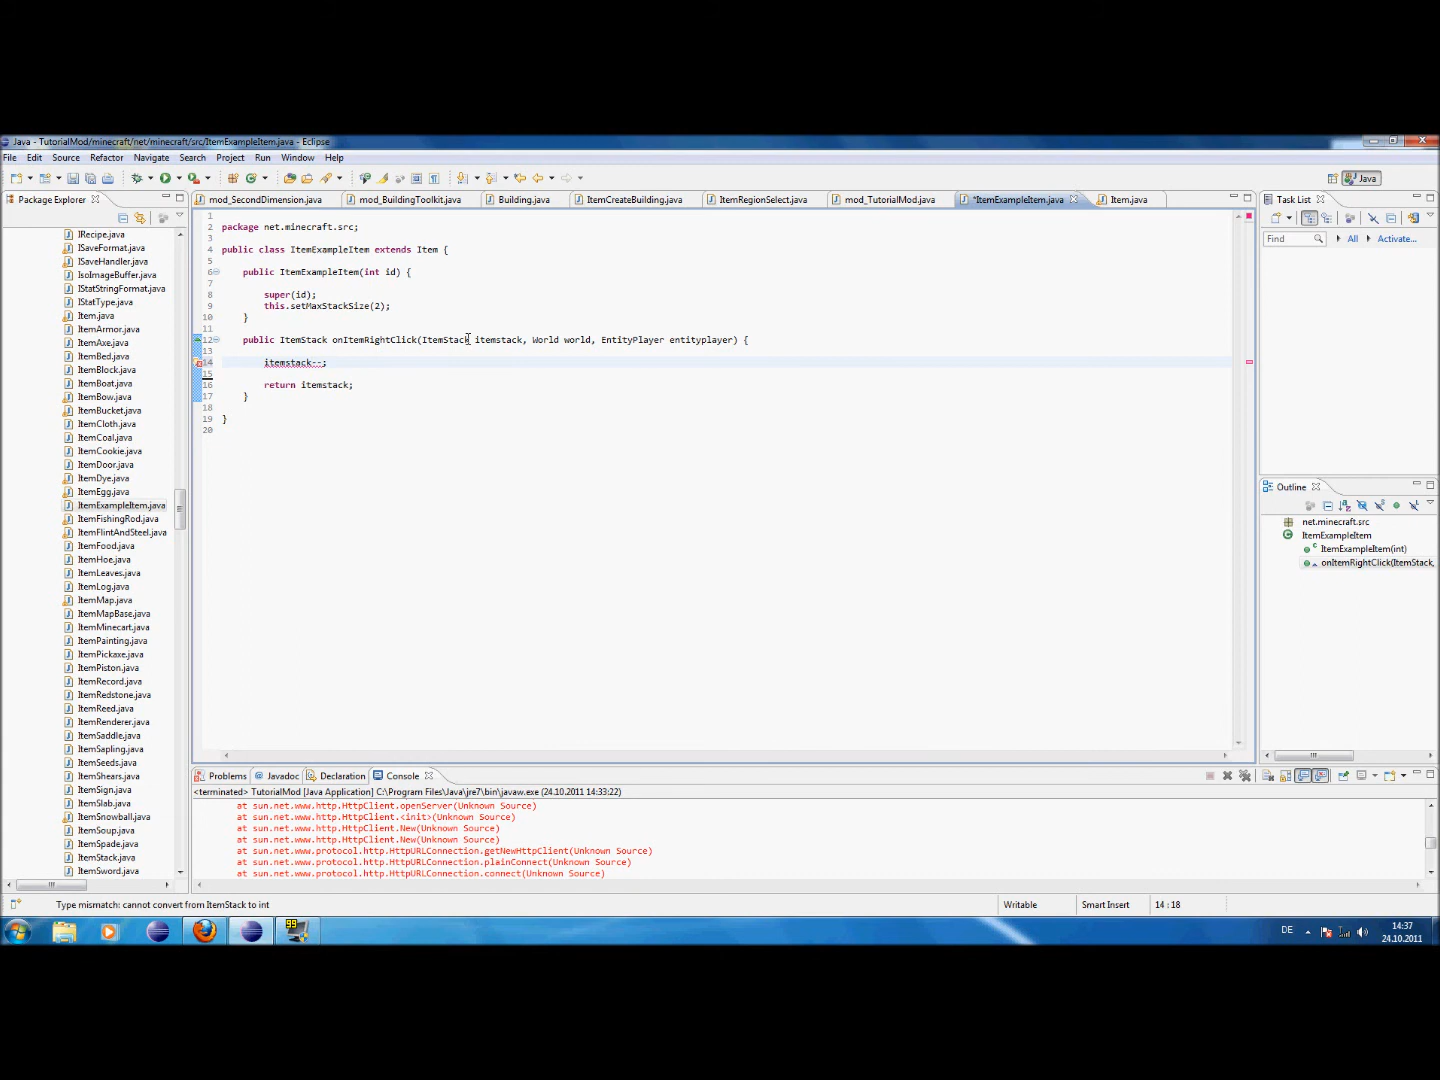 Java - TutorialMod/minecraft/net/minecraft/src/ItemExampleItem.java - Eclipse
File Edit Source Refactor Navigate Search Project Run Window Help
Java
Package Explorer
mod_SecondDimension.java mod_BuildingToolkit.java Building.java ItemCreateBuilding.java ItemRegionSelect.java mod_TutorialMod.java *ItemExampleItem.java Item.java
Task List
Find All Activate...
IRecipe.java
ISaveFormat.java
ISaveHandler.java
IsoImageBuffer.java
IStatStringFormat.java
IStatType.java
Item.java
ItemArmor.java
ItemAxe.java
ItemBed.java
ItemBlock.java
ItemBoat.java
ItemBow.java
ItemBucket.java
ItemCloth.java
ItemCoal.java
ItemCookie.java
ItemDoor.java
ItemDye.java
ItemEgg.java
ItemExampleItem.java
ItemFishingRod.java
ItemFlintAndSteel.java
ItemFood.java
ItemHoe.java
ItemLeaves.java
ItemLog.java
ItemMap.java
ItemMapBase.java
ItemMinecart.java
ItemPainting.java
ItemPickaxe.java
ItemPiston.java
ItemRecord.java
ItemRedstone.java
ItemReed.java
ItemRenderer.java
ItemSaddle.java
ItemSapling.java
ItemSeeds.java
ItemShears.java
ItemSign.java
ItemSlab.java
ItemSnowball.java
ItemSoup.java
ItemSpade.java
ItemStack.java
ItemSword.java
1
2 package net.minecraft.src;
3
4 public class ItemExampleItem extends Item {
5
6 public ItemExampleItem(int id) {
7
8 super(id);
9 this.setMaxStackSize(2);
10 }
11
12 public ItemStack onItemRightClick(ItemStack itemstack, World world, EntityPlayer entityplayer) {
13
14 itemstack--;
15
16 return itemstack;
17 }
18
19 }
20
Outline
net.minecraft.src
ItemExampleItem
ItemExampleItem(int)
onItemRightClick(ItemStack,
Problems Javadoc Declaration Console
<terminated> TutorialMod [Java Application] C:\Program Files\Java\jre7\bin\javaw.exe (24.10.2011 14:33:22)
at sun.net.www.http.HttpClient.openServer(Unknown Source)
at sun.net.www.http.HttpClient.<init>(Unknown Source)
at sun.net.www.http.HttpClient.New(Unknown Source)
at sun.net.www.http.HttpClient.New(Unknown Source)
at sun.net.www.protocol.http.HttpURLConnection.getNewHttpClient(Unknown Source)
at sun.net.www.protocol.http.HttpURLConnection.plainConnect(Unknown Source)
at sun.net.www.protocol.http.HttpURLConnection.connect(Unknown Source)
Type mismatch: cannot convert from ItemStack to int Writable Smart Insert 14 : 18
DE 14:37
24.10.2011